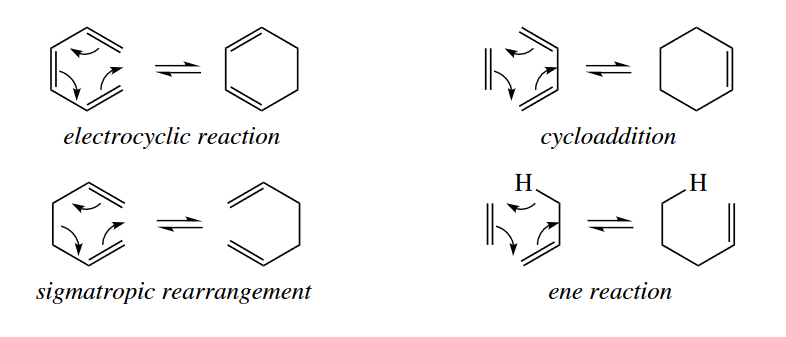 electrocyclic reaction
cycloaddition
H
H
sigmatropic rearrangement
ene reaction